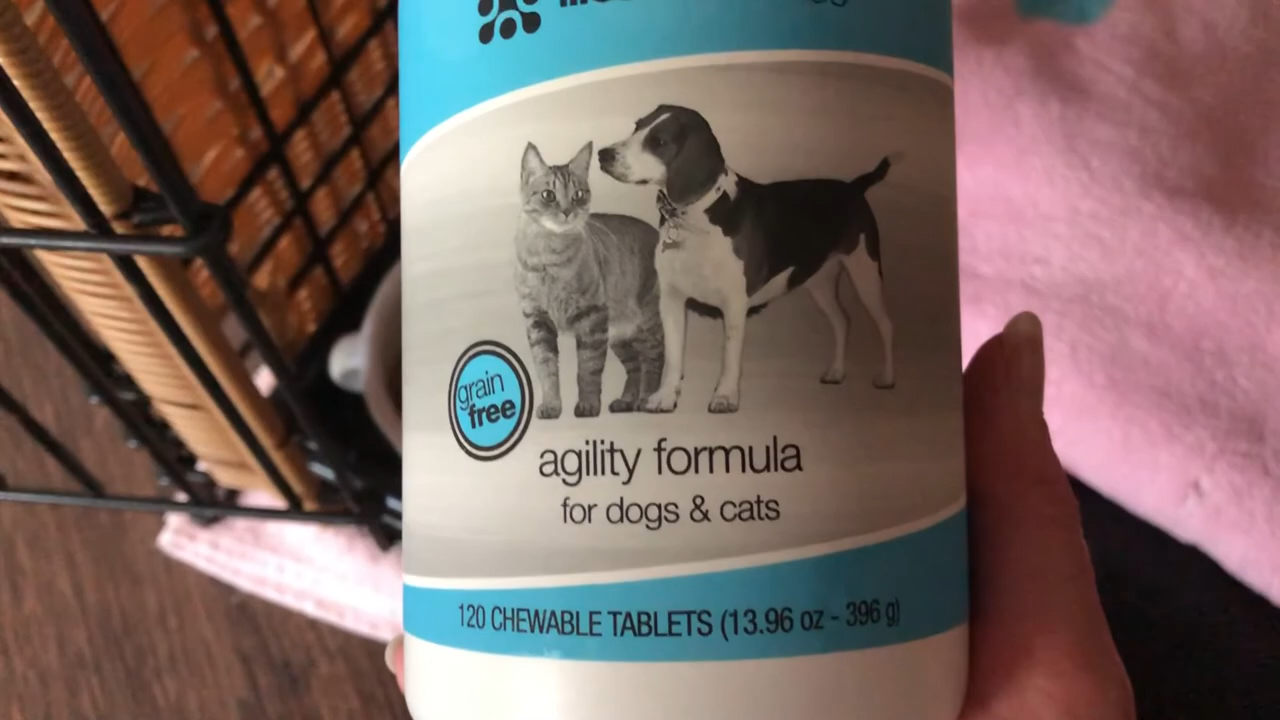 grain
free
agility formula
for dogs & cats
120 CHEWABLE TABLETS (13.96 oz - 396 g)